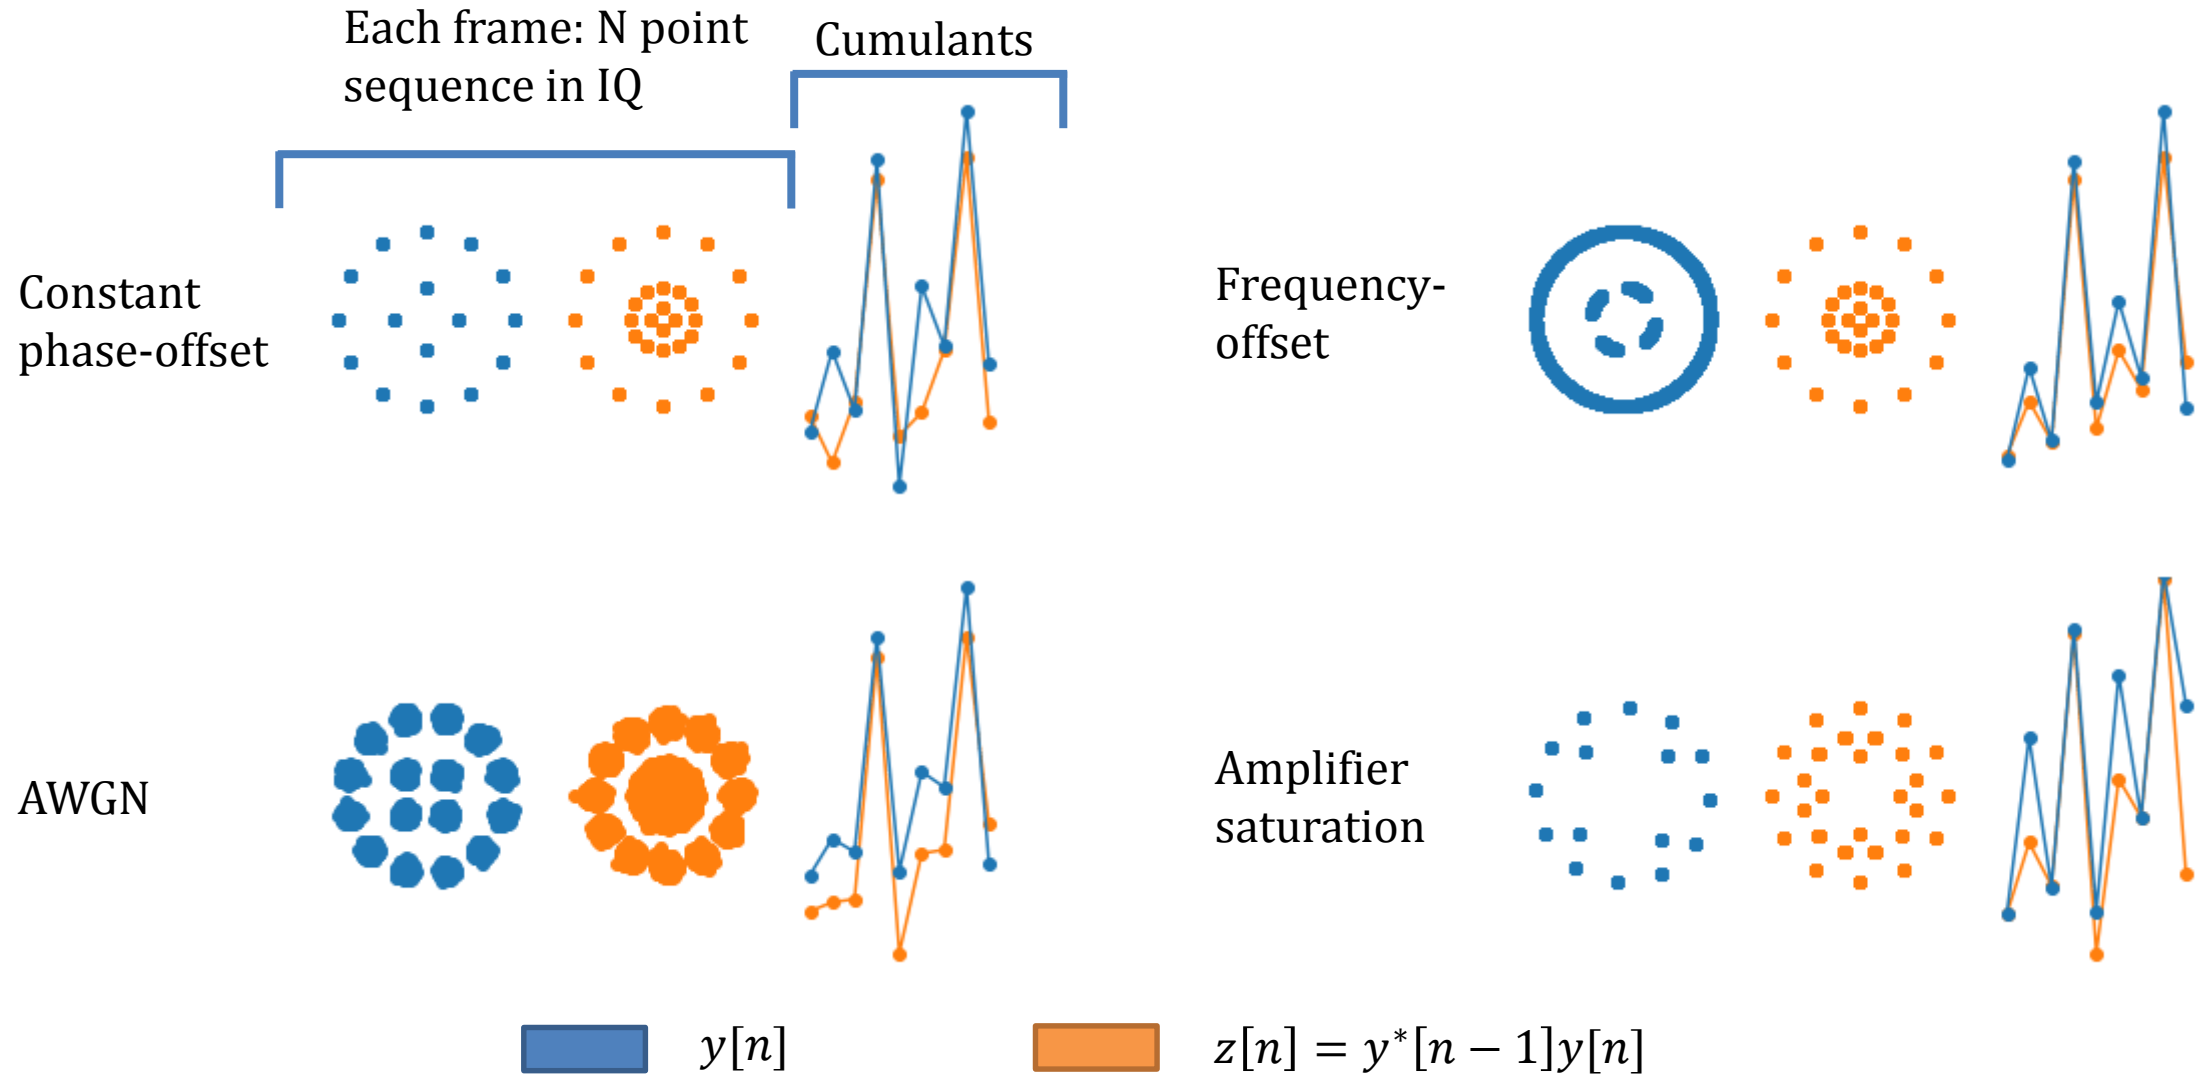 Each frame: N point
sequence in IQ
Cumulants
Constant
phase-offset
Frequency-
offset
AWGN
Amplifier
saturation
y[n]
z[n] = y*[n − 1]y[n]